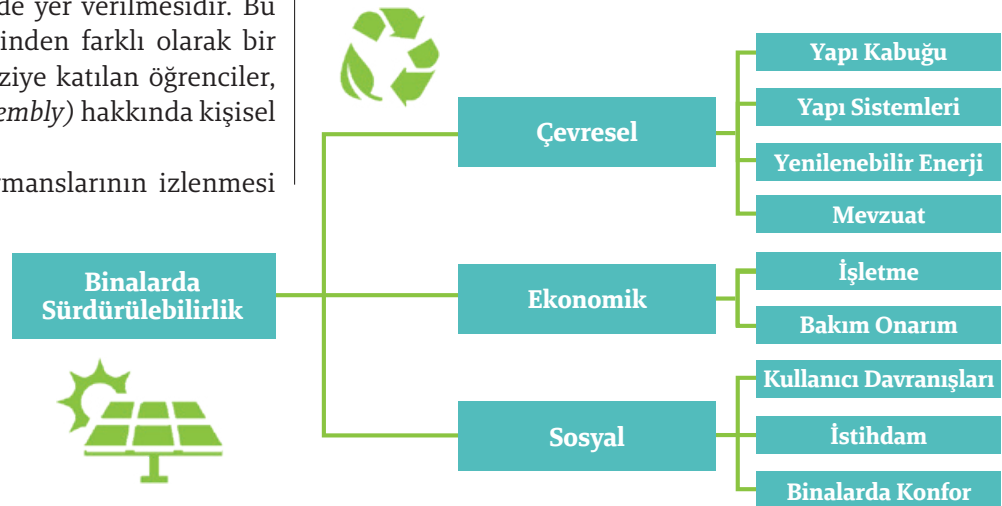 de yer verilmesidir. Bu
inden farklı olarak bir
ziye katılan öğrenciler,
embly) hakkında kişisel
rmanslarının izlenmesi
Binalarda
Sürdürülebilirlik
Çevresel
Yapı Kabuğu
Yapı Sistemleri
Yenilenebilir Enerji
Mevzuat
Ekonomik
İşletme
Bakım Onarım
Sosyal
Kullanıcı Davranışları
İstihdam
Binalarda Konfor